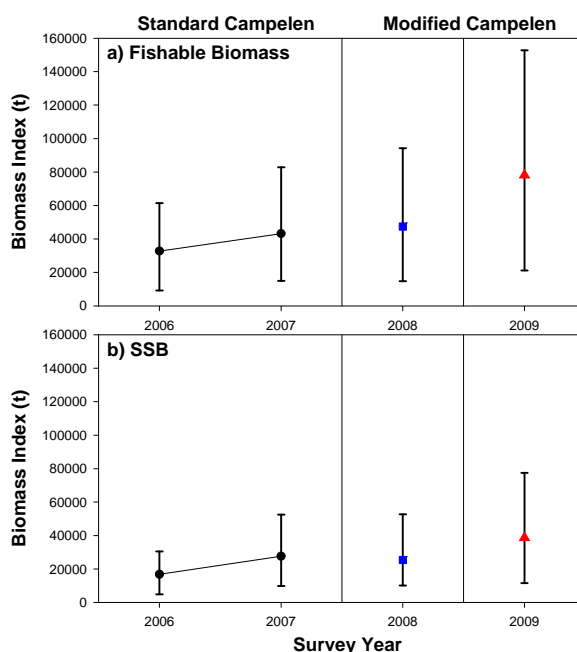 Standard Campelen Modified Campelen
a) Fishable Biomass
Biomass Index (t)
160000
140000
120000
100000
80000
60000
40000
20000
0
2006 2007 2008 2009
b) SSB
Biomass Index (t)
160000
140000
120000
100000
80000
60000
40000
20000
0
2006 2007 2008 2009
Survey Year